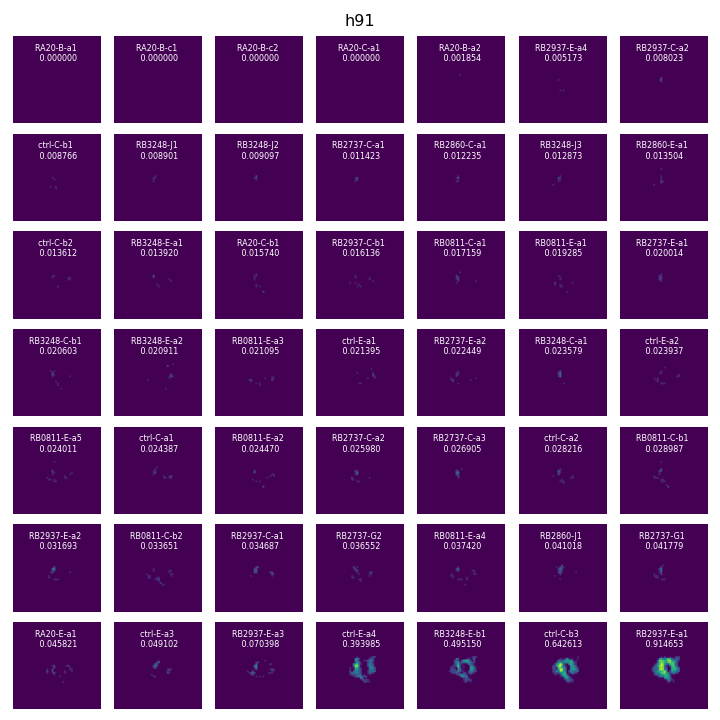 h91
RA20-B-a1 RA20-B-c1 RA20-B-c2 RA20-C-a1 RA20-B-a2 RB2937-E-a4 RB2937-C-a2
0.000000 0.000000 0.000000 0.000000 0.001854 0.005173 0.008023
ctrl-C-b1 RB3248-J1 RB3248-J2 RB2737-C-a1 RB2860-C-a1 RB3248-J3 RB2860-E-a1
0.008766 0.008901 0.009097 0.011423 0.012235 0.012873 0.013504
ctrl-C-b2 RB3248-E-a1 RA20-C-b1 RB2937-C-b1 RB0811-C-a1 RB0811-E-a1 RB2737-E-a1
0.013612 0.013920 0.015740 0.016136 0.017159 0.019285 0.020014
RB3248-C-b1 RB3248-E-a2 RB0811-E-a3 ctrl-E-a1 RB2737-E-a2 RB3248-C-a1 ctrl-E-a2
0.020603 0.020911 0.021095 0.021395 0.022449 0.023579 0.023937
RB0811-E-a5 ctrl-C-a1 RB0811-E-a2 RB2737-C-a2 RB2737-C-a3 ctrl-C-a2 RB0811-C-b1
0.024011 0.024387 0.024470 0.025980 0.026905 0.028216 0.028987
RB2937-E-a2 RB0811-C-b2 RB2937-C-a1 RB2737-G2 RB0811-E-a4 RB2860-J1 RB2737-G1
0.031693 0.033651 0.034687 0.036552 0.037420 0.041018 0.041779
RA20-E-a1 ctrl-E-a3 RB2937-E-a3 ctrl-E-a4 RB3248-E-b1 ctrl-C-b3 RB2937-E-a1
0.045821 0.049102 0.070398 0.393985 0.495150 0.642613 0.914653